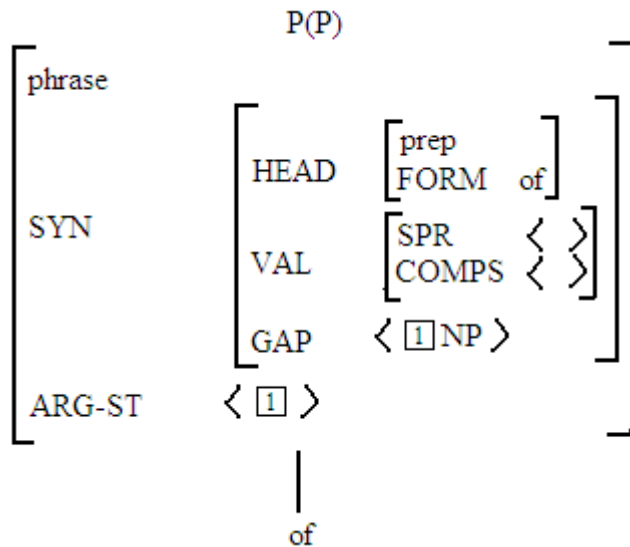 P(P)
phrase
HEAD [prep
FORM of]
SYN
VAL [SPR < >
COMPS < >]
GAP < 1 NP >
ARG-ST < 1 >
of